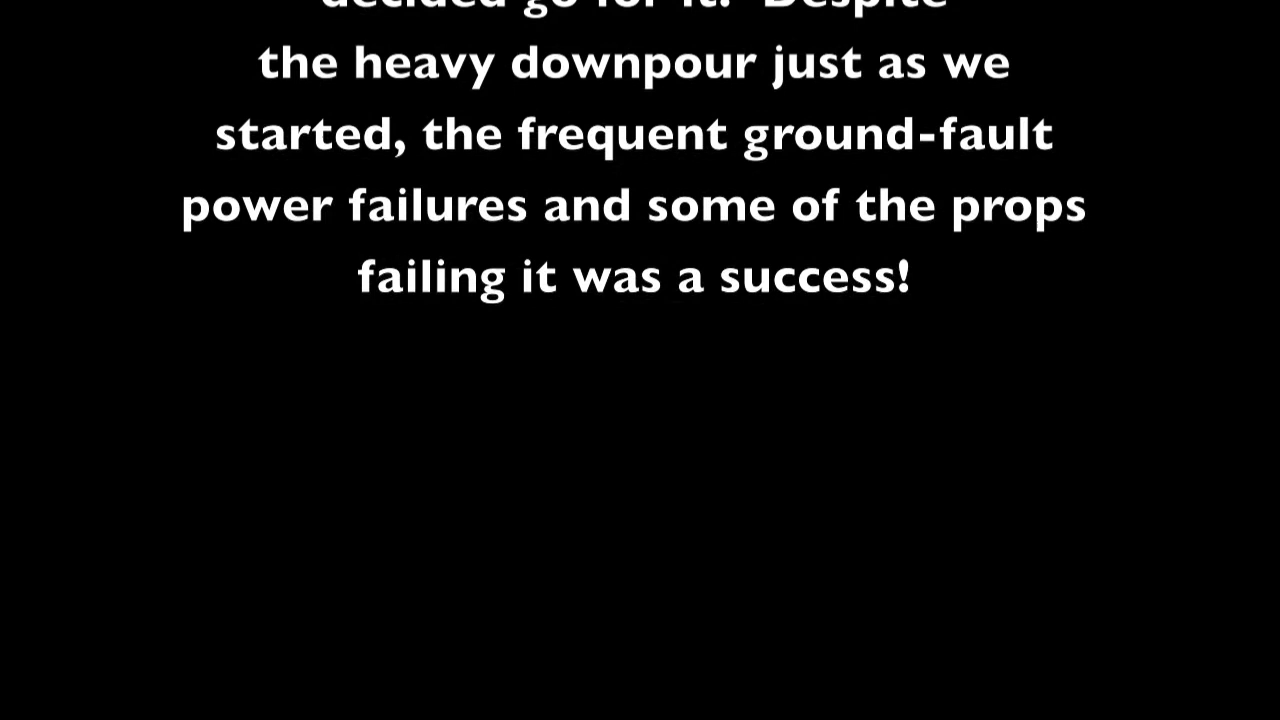 decided go for it! Despite
the heavy downpour just as we
started, the frequent ground-fault
power failures and some of the props
failing it was a success!